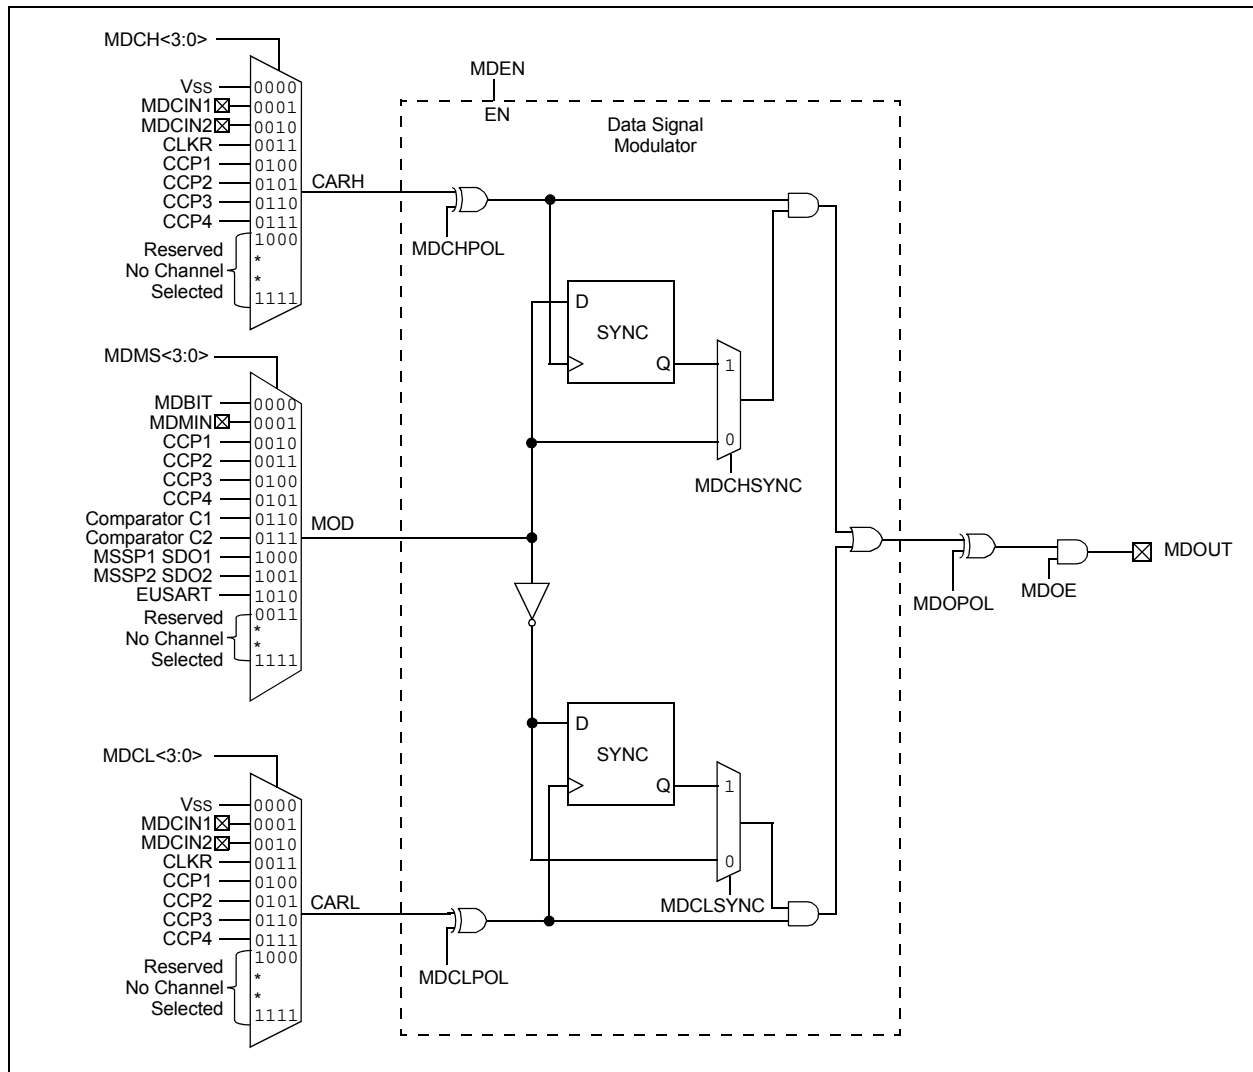 MDCH<3:0>
VSS 0000
MDCIN1 0001
MDCIN2 0010
CLKR 0011
CCP1 0100
CCP2 0101
CCP3 0110
CCP4 0111
Reserved
No Channel
Selected
1000
*
*
1111
CARH
MDMS<3:0>
MDBIT 0000
MDMIN 0001
CCP1 0010
CCP2 0011
CCP3 0100
CCP4 0101
Comparator C1 0110
Comparator C2 0111
MSSP1 SDO1 1000
MSSP2 SDO2 1001
EUSART 1010
Reserved
No Channel
Selected
0011
*
*
1111
MOD
MDCL<3:0>
VSS 0000
MDCIN1 0001
MDCIN2 0010
CLKR 0011
CCP1 0100
CCP2 0101
CCP3 0110
CCP4 0111
Reserved
No Channel
Selected
1000
*
*
1111
CARL
MDEN
EN
Data Signal
Modulator
MDCHPOL
D
SYNC
Q
1
0
MDCHSYNC
D
SYNC
Q
1
0
MDCLSYNC
MDCLPOL
MDOPOL
MDOE
MDOUT